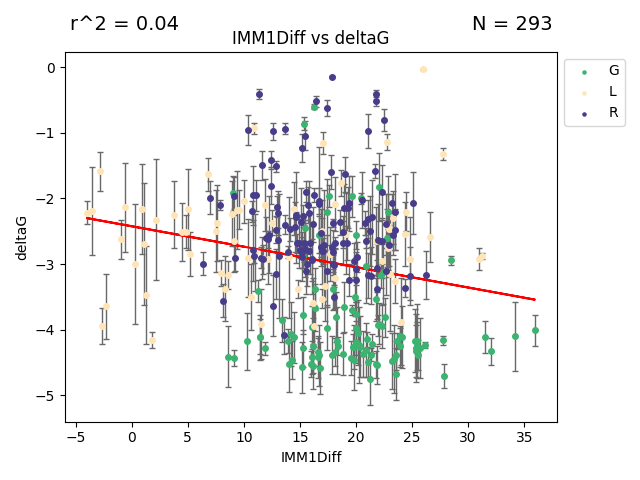 r^2 = 0.04
N = 293
IMM1Diff vs deltaG
G
L
R
0
−1
−2
−3
−4
−5
deltaG
−5
0
5
10
15
20
25
30
35
IMM1Diff